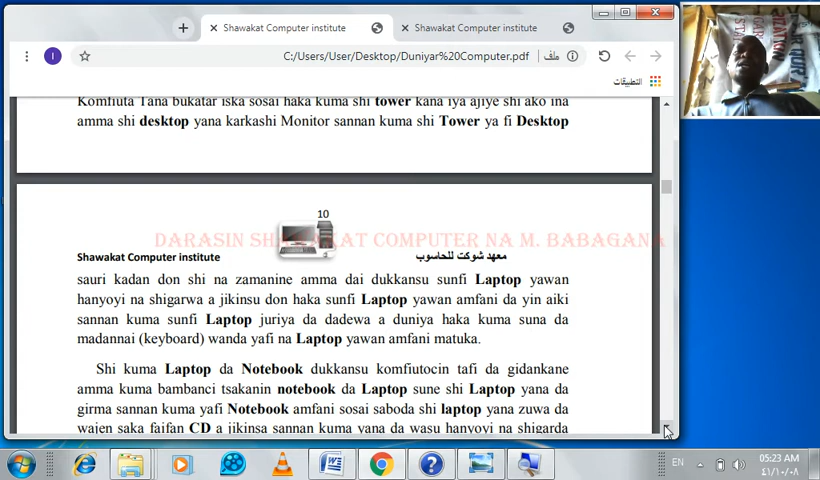 Shawakat Computer institute
Shawakat Computer institute
C:/Users/User/Desktop/Duniyar%20Computer.pdf
ملف
التطبيقات
Komfiuta Tana bukatar iska sosai haka kuma shi tower kana iya ajiye shi ako ina
amma shi desktop yana karkashi Monitor sannan kuma shi Tower ya fi Desktop
10
DARASIN SHAWAKAT COMPUTER NA M. BABAGANA
Shawakat Computer institute معهد شوكت للحاسوب
sauri kadan don shi na zamanine amma dai dukkansu sunfi Laptop yawan
hanyoyi na shigarwa a jikinsu don haka sunfi Laptop yawan amfani da yin aiki
sannan kuma sunfi Laptop juriya da dadewa a duniya haka kuma suna da
madannai (keyboard) wanda yafi na Laptop yawan amfani matuka.
Shi kuma Laptop da Notebook dukkansu komfiutocin tafi da gidankane
amma kuma bambanci tsakanin notebook da Laptop sune shi Laptop yana da
girma sannan kuma yafi Notebook amfani sosai saboda shi laptop yana zuwa da
wajen saka faifan CD a jikinsa sannan kuma yana da wasu hanyoyi na shigarda
EN
05:23 AM
٤١/١٠/٠٨